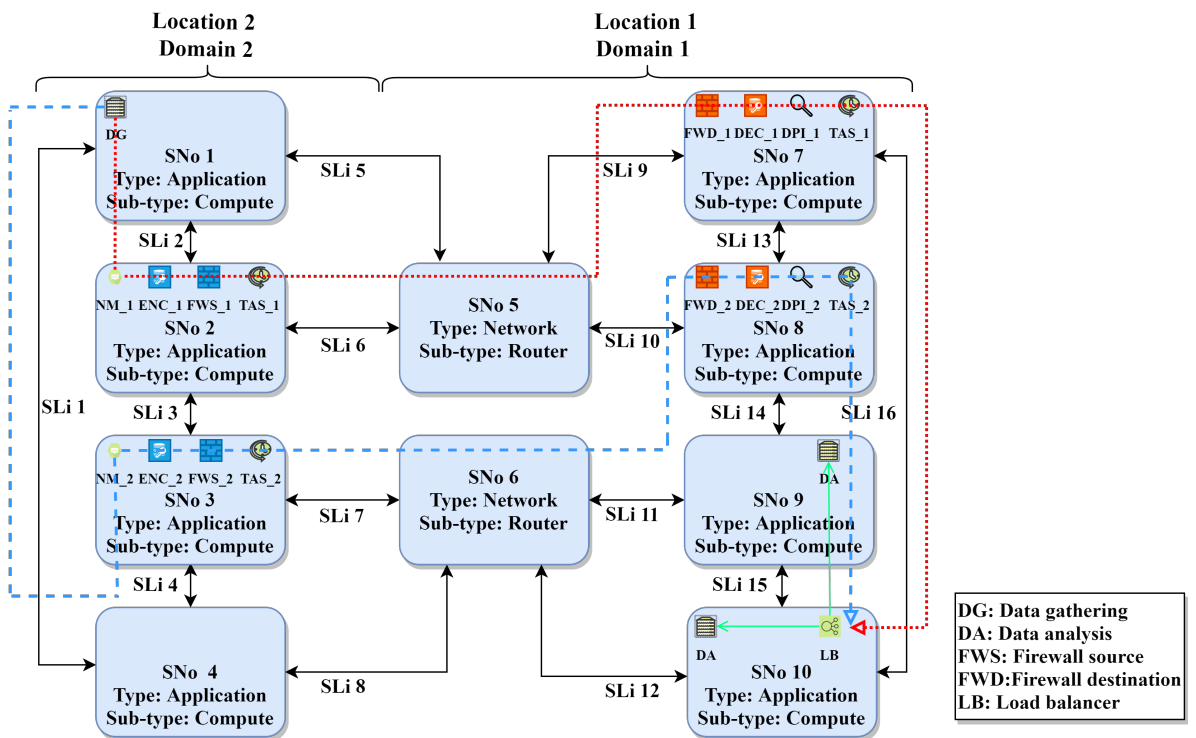 Location 2
Domain 2
Location 1
Domain 1
DG
SNo 1
Type: Application
Sub-type: Compute
SLi 5
SLi 9
FWD_1 DEC_1 DPI_1 TAS_1
SNo 7
Type: Application
Sub-type: Compute
SLi 2
SLi 13
NM_1 ENC_1 FWS_1 TAS_1
SNo 2
Type: Application
Sub-type: Compute
SLi 6
SNo 5
Type: Network
Sub-type: Router
SLi 10
FWD_2 DEC_2 DPI_2 TAS_2
SNo 8
Type: Application
Sub-type: Compute
SLi 1
SLi 3
SLi 14
SLi 16
NM_2 ENC_2 FWS_2 TAS_2
SNo 3
Type: Application
Sub-type: Compute
SLi 7
SNo 6
Type: Network
Sub-type: Router
SLi 11
DA
SNo 9
Type: Application
Sub-type: Compute
SLi 4
SLi 15
SNo 4
Type: Application
Sub-type: Compute
SLi 8
SLi 12
DA
LB
SNo 10
Type: Application
Sub-type: Compute
DG: Data gathering
DA: Data analysis
FWS: Firewall source
FWD:Firewall destination
LB: Load balancer